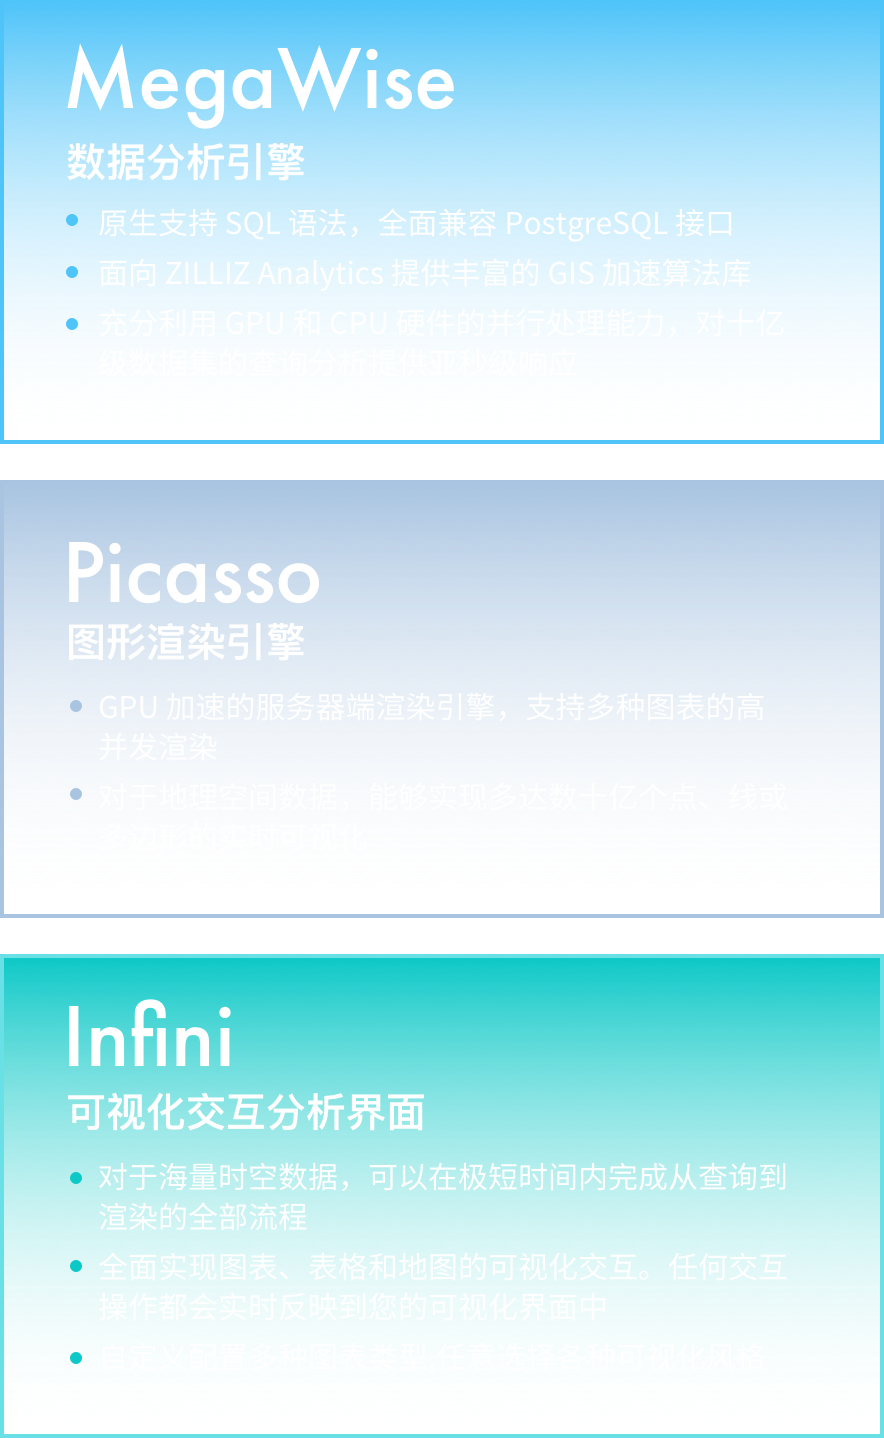 MegaWise
数据分析引擎
原生支持 SQL 语法，全面兼容 PostgreSQL 接口
面向 ZILLIZ Analytics 提供丰富的 GIS 加速算法库
充分利用 GPU 和 CPU 硬件的并行处理能力，对十亿
级数据集的查询分析提供亚秒级响应
Picasso
图形渲染引擎
GPU 加速的服务器端渲染引擎，支持多种图表的高
并发渲染
对于地理空间数据，能够实现多达数十亿个点、线或
多边形的实时可视化
Infini
可视化交互分析界面
对于海量时空数据，可以在极短时间内完成从查询到
渲染的全部流程
全面实现图表、表格和地图的可视化交互。任何交互
操作都会实时反映到您的可视化界面中
自定义配置多种图表类型